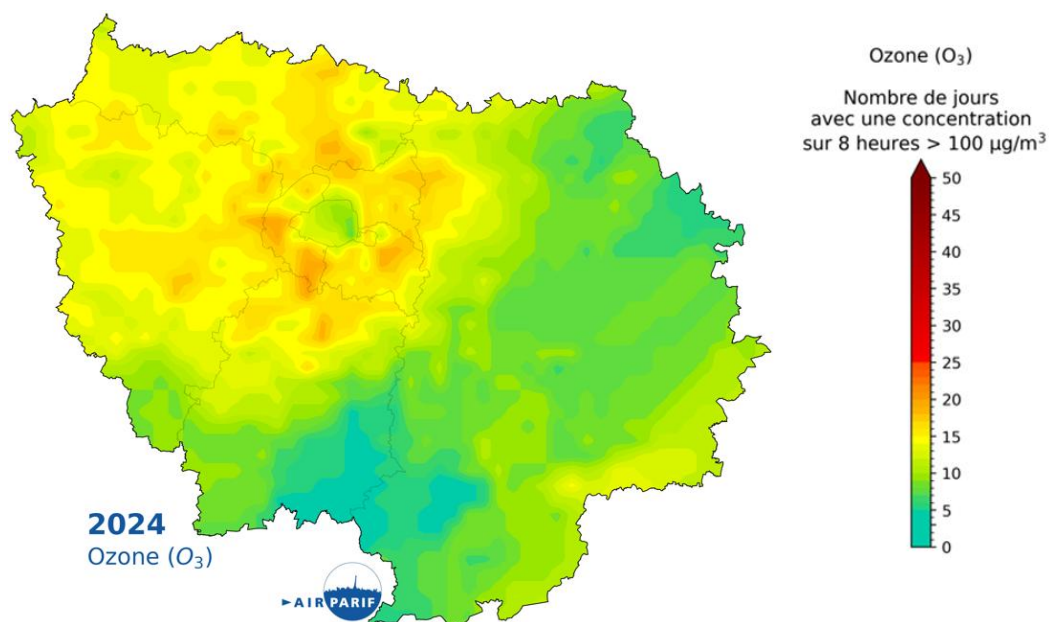 Ozone (O₃)
Nombre de jours
avec une concentration
sur 8 heures > 100 µg/m³
50
45
40
35
30
25
20
15
10
5
0
2024
Ozone (O₃)
AIRPARIF